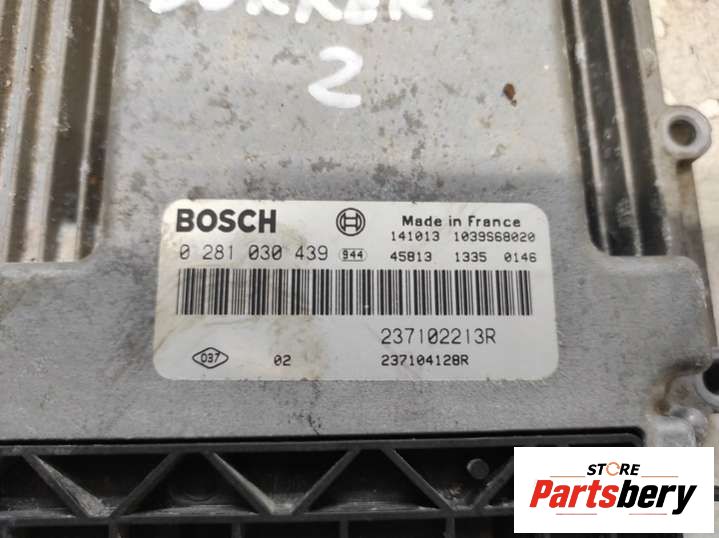 2
BOSCH Made in France
141013 1039S68020
0 281 030 439 944 45813 1335 0146
237102213R
D37 02 237104128R
STORE
Partsbery